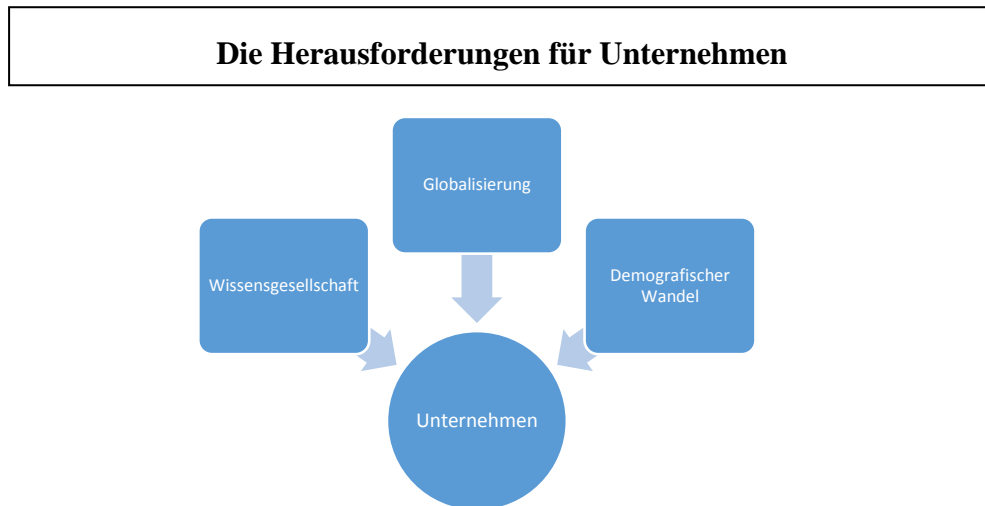 Die Herausforderungen für Unternehmen
Globalisierung
Wissensgesellschaft
Demografischer
Wandel
Unternehmen